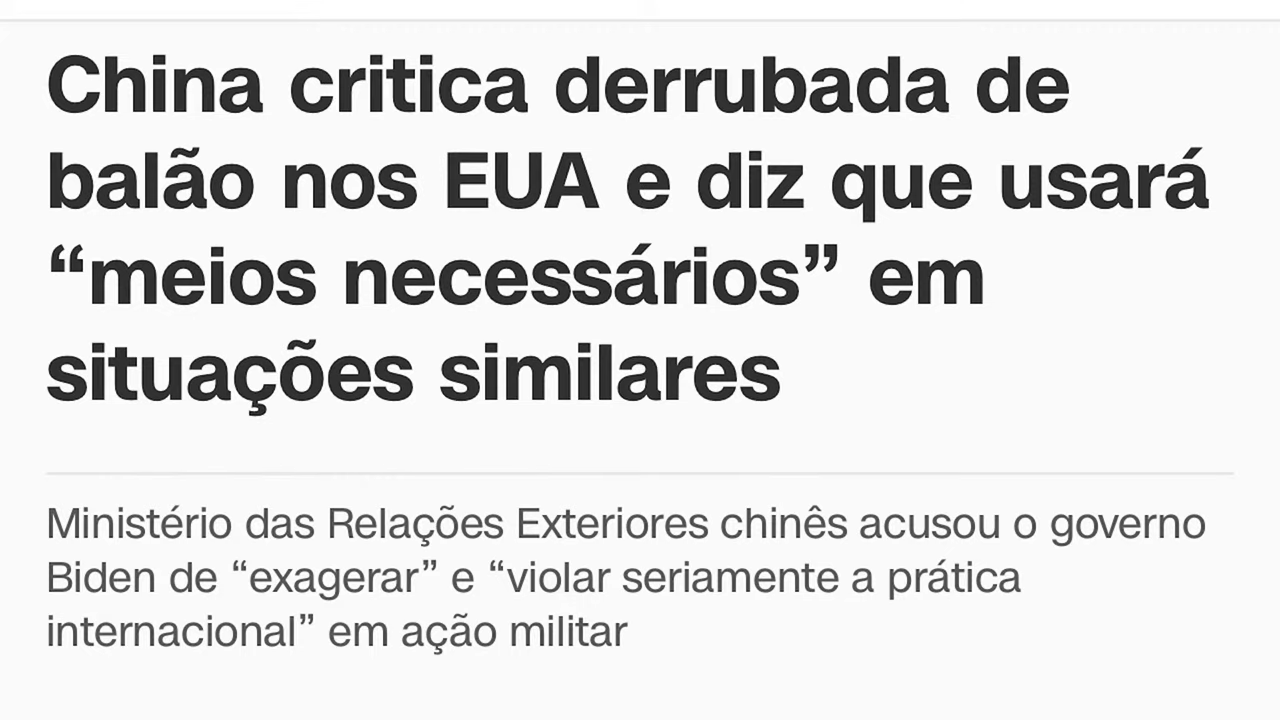 China critica derrubada de
balão nos EUA e diz que usará
“meios necessários” em
situações similares
Ministério das Relações Exteriores chinês acusou o governo
Biden de “exagerar” e “violar seriamente a prática
internacional” em ação militar